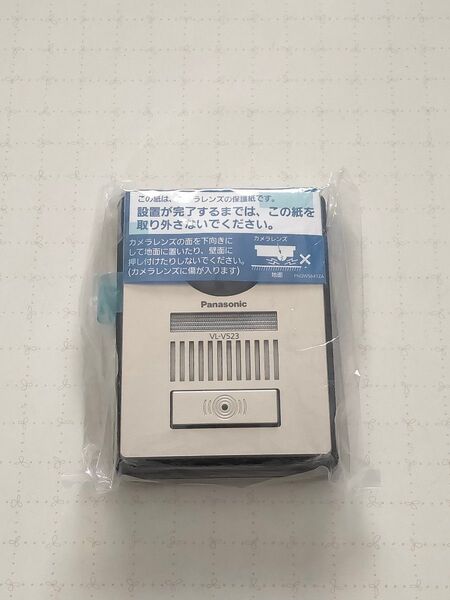 この紙は、カメラレンズの保護紙です。
設置が完了するまでは、この紙を
取り外さないでください。
カメラレンズの面を下向きに
して地面に置いたり、壁面に
押し付けたりしないでください。
(カメラレンズに傷が入ります)
カメラレンズ
地面
Panasonic
VL-V523